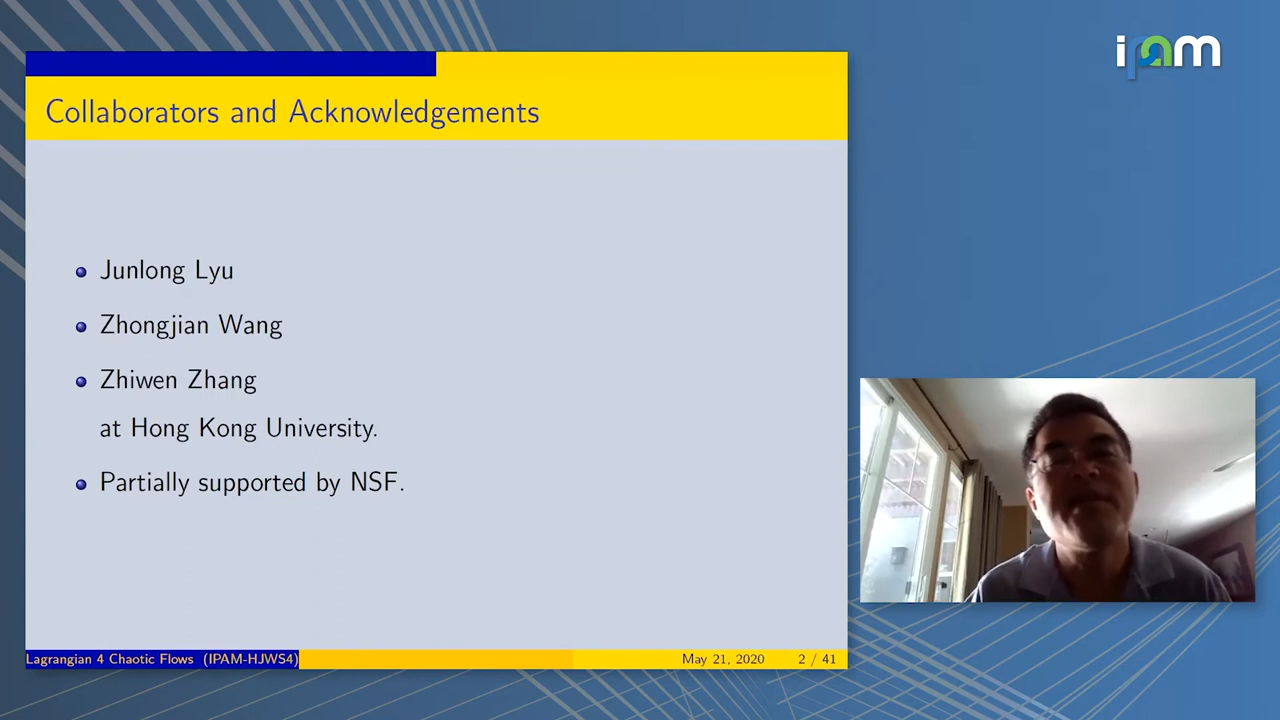 ipam
Collaborators and Acknowledgements
Junlong Lyu
Zhongjian Wang
Zhiwen Zhang
at Hong Kong University.
Partially supported by NSF.
Lagrangian 4 Chaotic Flows (IPAM-HJWS4)
May 21, 2020
2 / 41